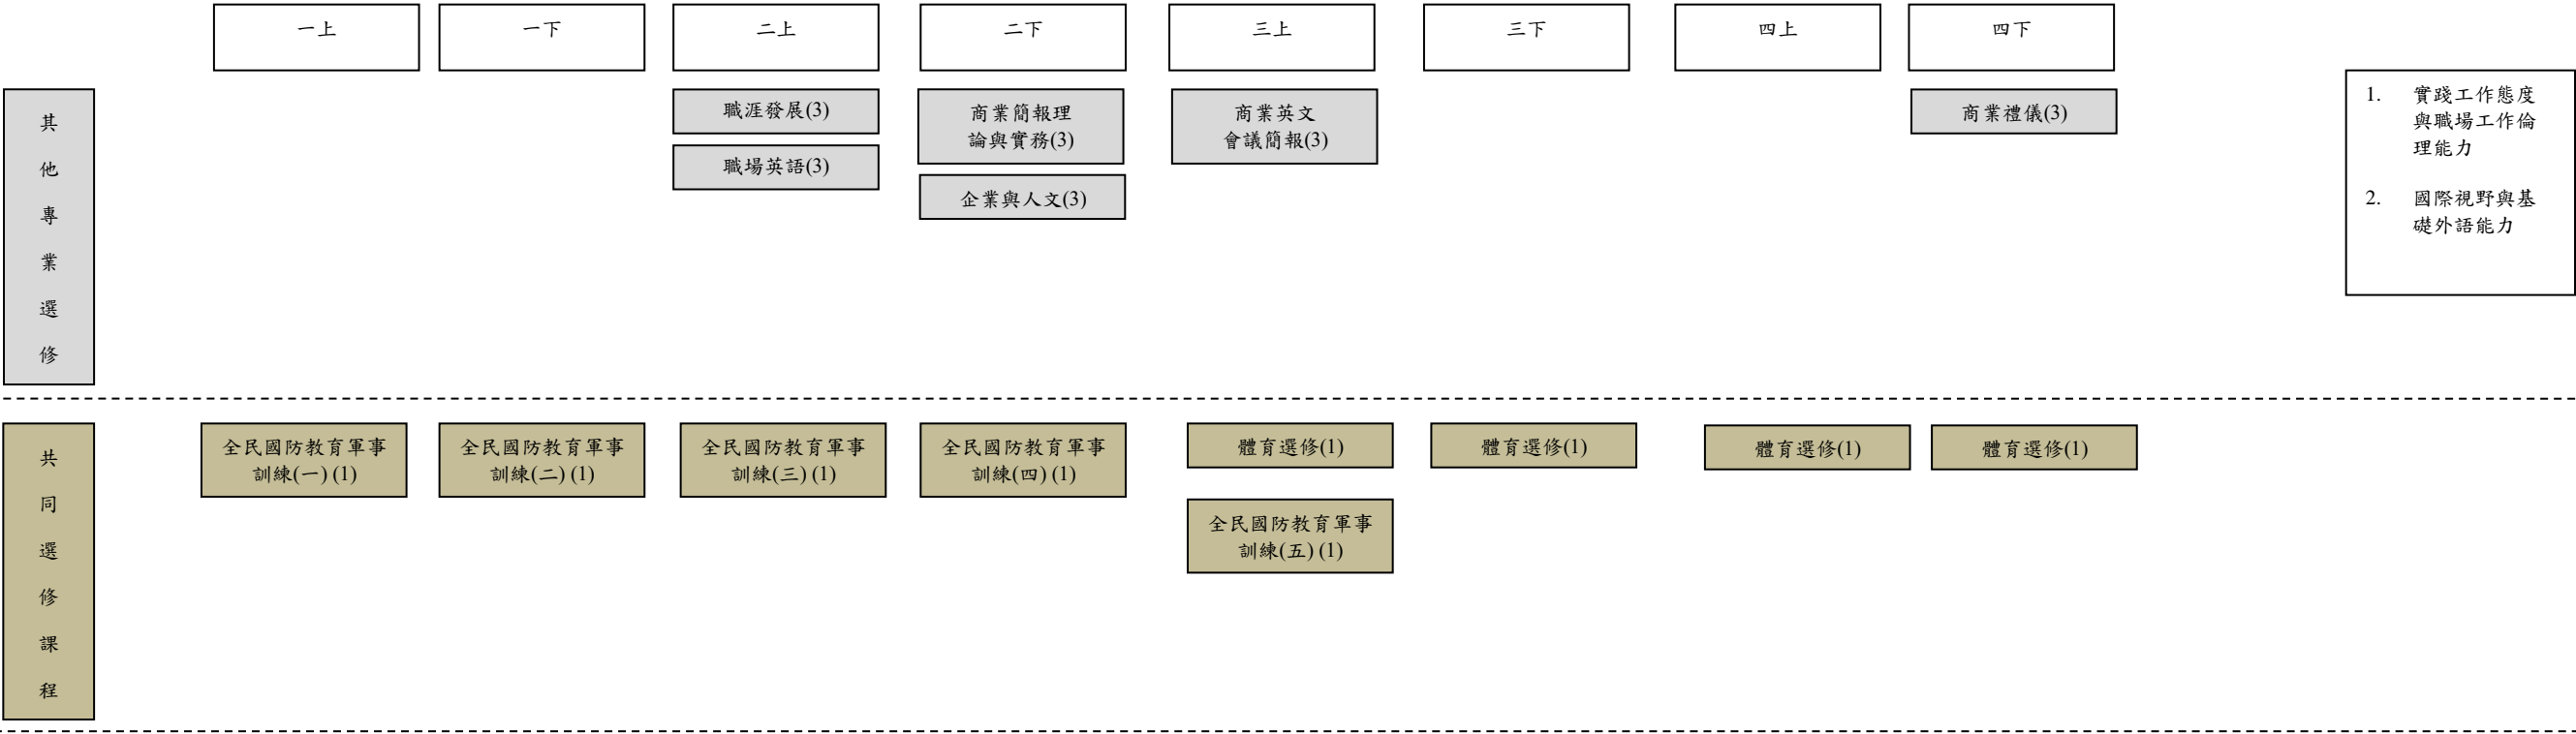 一上
一下
二上
二下
三上
三下
四上
四下
其他專業選修
職涯發展(3)
職場英語(3)
商業簡報理
論與實務(3)
企業與人文(3)
商業英文
會議簡報(3)
商業禮儀(3)
1. 實踐工作態度
與職場工作倫
理能力
2. 國際視野與基
礎外語能力
共同選修課程
全民國防教育軍事
訓練(一) (1)
全民國防教育軍事
訓練(二) (1)
全民國防教育軍事
訓練(三) (1)
全民國防教育軍事
訓練(四) (1)
體育選修(1)
全民國防教育軍事
訓練(五) (1)
體育選修(1)
體育選修(1)
體育選修(1)